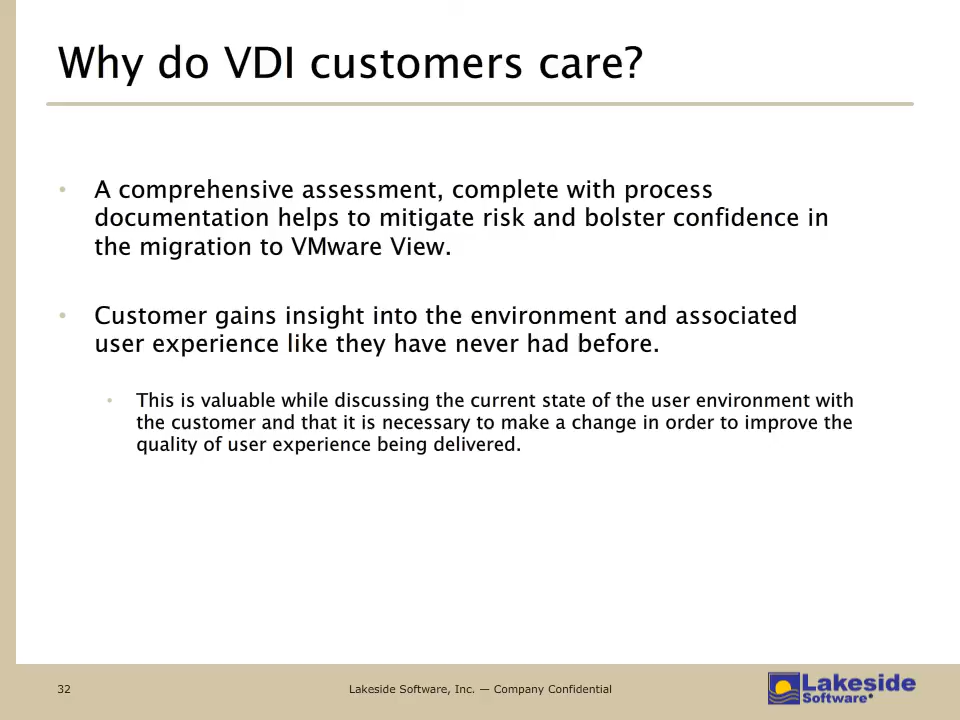 Why do VDI customers care?
• A comprehensive assessment, complete with process
documentation helps to mitigate risk and bolster confidence in
the migration to VMware View.
• Customer gains insight into the environment and associated
user experience like they have never had before.
• This is valuable while discussing the current state of the user environment with
the customer and that it is necessary to make a change in order to improve the
quality of user experience being delivered.
32
Lakeside Software, Inc. — Company Confidential
Lakeside
Software